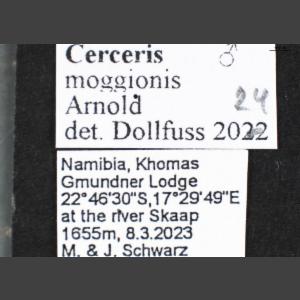 Cerceris ♂
moggionis
Arnold 24
det. Dollfuss 2022
Namibia, Khomas
Gmundner Lodge
22°46'30"S,17°29'49"E
at the river Skaap
1655m, 8.3.2023
M. & J. Schwarz